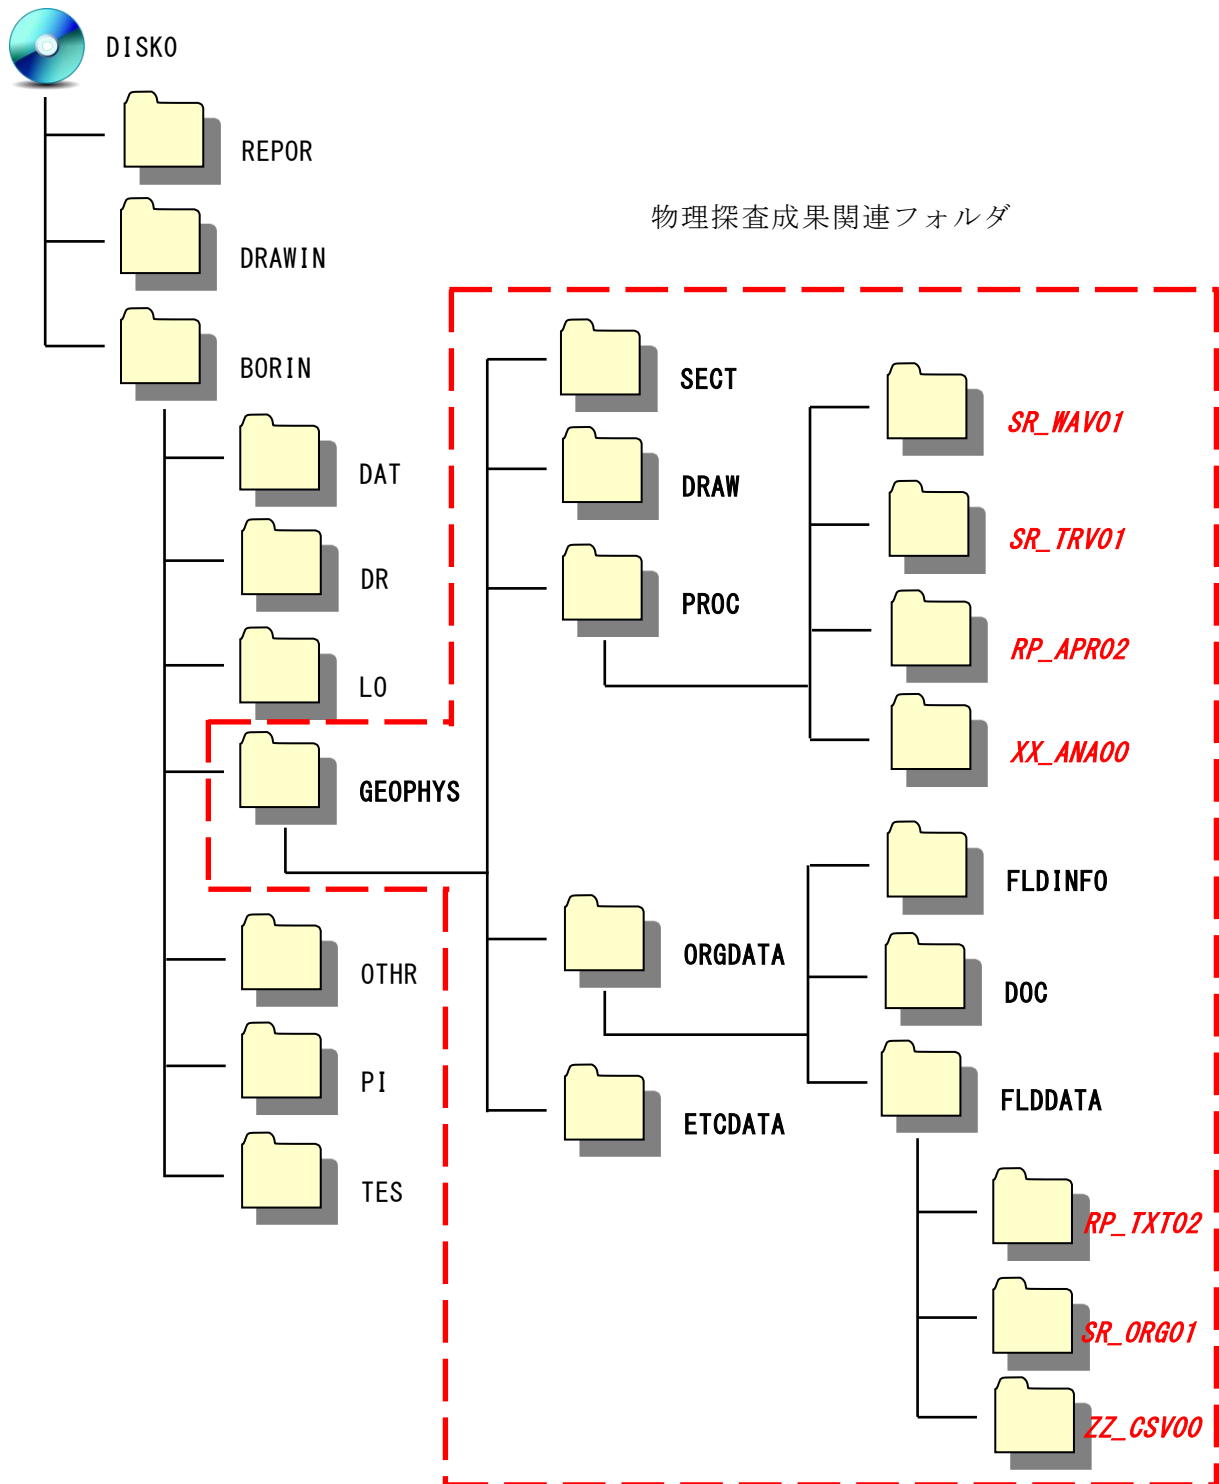 DISK0
REPOR
DRAWIN
BORIN
DAT
DR
LO
GEOPHYS
OTHR
PI
TES
物理探査成果関連フォルダ
SECT
DRAW
PROC
SR_WAV01
SR_TRV01
RP_APR02
XX_ANA00
ORGDATA
FLDINFO
DOC
FLDDATA
RP_TXT02
SR_ORG01
ZZ_CSV00
ETCDATA